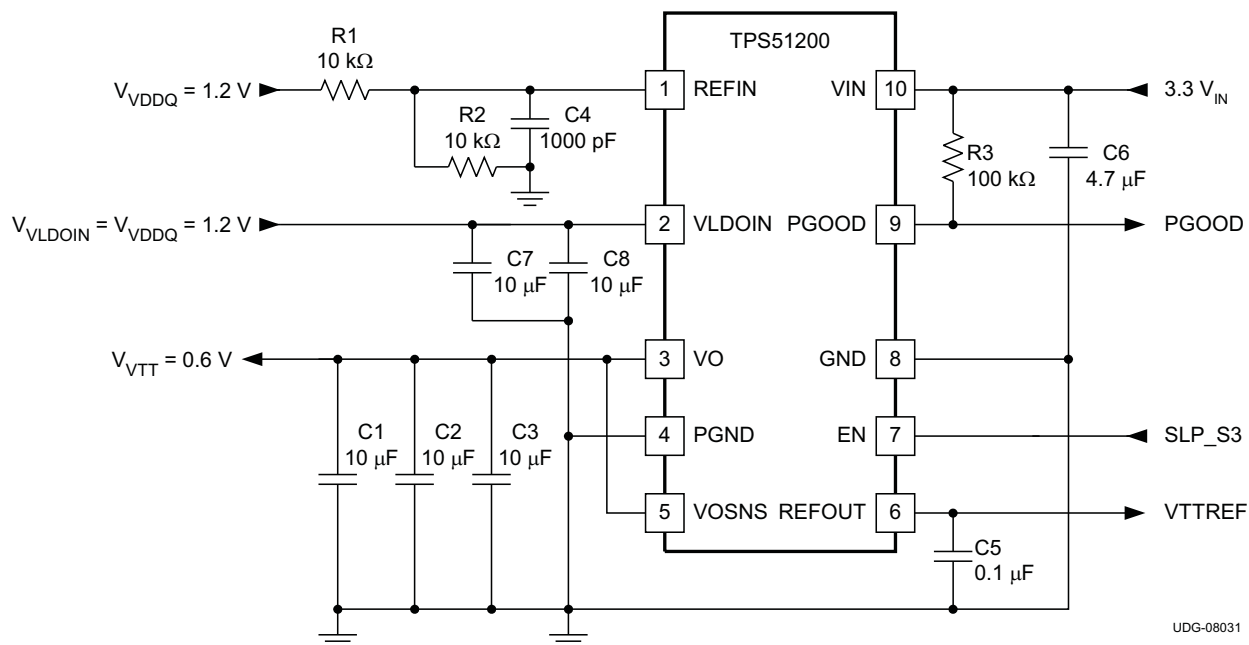 TPS51200
R1
10 kΩ
V_VDDQ = 1.2 V
1 REFIN
VIN 10
3.3 V_IN
R2
10 kΩ
C4
1000 pF
R3
100 kΩ
C6
4.7 μF
V_VLDOIN = V_VDDQ = 1.2 V
2 VLDOIN
PGOOD 9
PGOOD
C7
10 μF
C8
10 μF
V_VTT = 0.6 V
3 VO
GND 8
C1
10 μF
C2
10 μF
C3
10 μF
4 PGND
EN 7
SLP_S3
5 VOSNS
REFOUT 6
VTTREF
C5
0.1 μF
UDG-08031